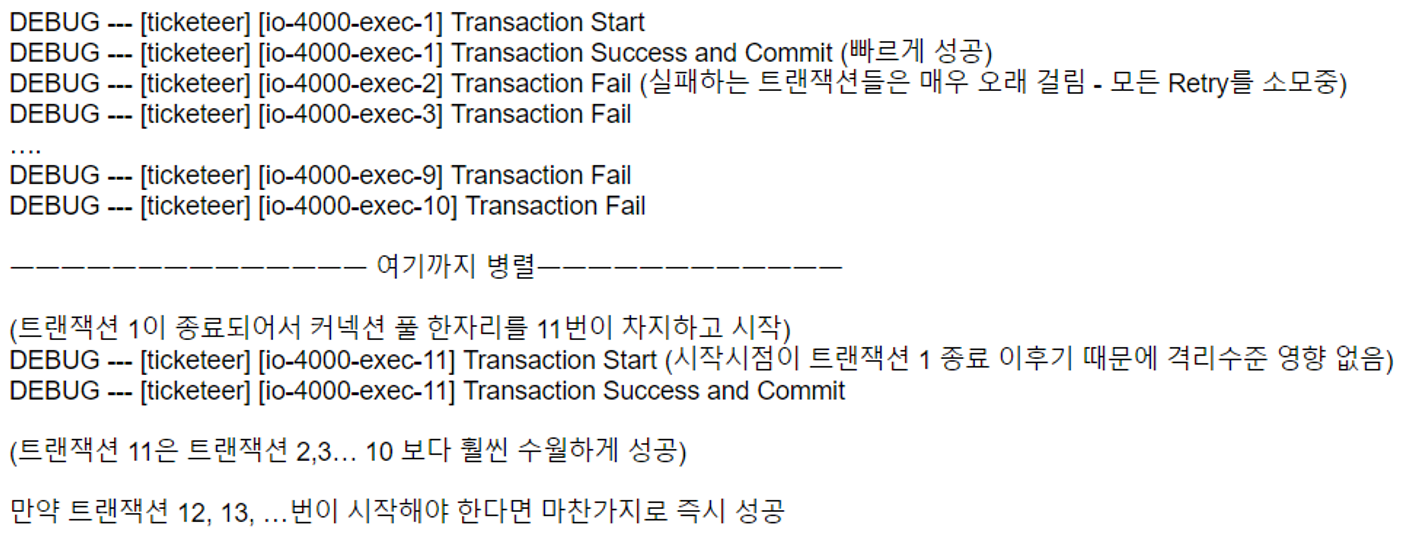 DEBUG --- [ticketeer] [io-4000-exec-1] Transaction Start
DEBUG --- [ticketeer] [io-4000-exec-1] Transaction Success and Commit (빠르게 성공)
DEBUG --- [ticketeer] [io-4000-exec-2] Transaction Fail (실패하는 트랜잭션들은 매우 오래 걸림 - 모든 Retry를 소모중)
DEBUG --- [ticketeer] [io-4000-exec-3] Transaction Fail
….
DEBUG --- [ticketeer] [io-4000-exec-9] Transaction Fail
DEBUG --- [ticketeer] [io-4000-exec-10] Transaction Fail
—————————————— 여기까지 병렬————————————
(트랜잭션 1이 종료되어서 커넥션 풀 한자리를 11번이 차지하고 시작)
DEBUG --- [ticketeer] [io-4000-exec-11] Transaction Start (시작시점이 트랜잭션 1 종료 이후기 때문에 격리수준 영향 없음)
DEBUG --- [ticketeer] [io-4000-exec-11] Transaction Success and Commit
(트랜잭션 11은 트랜잭션 2,3… 10 보다 훨씬 수월하게 성공)
만약 트랜잭션 12, 13, …번이 시작해야 한다면 마찬가지로 즉시 성공